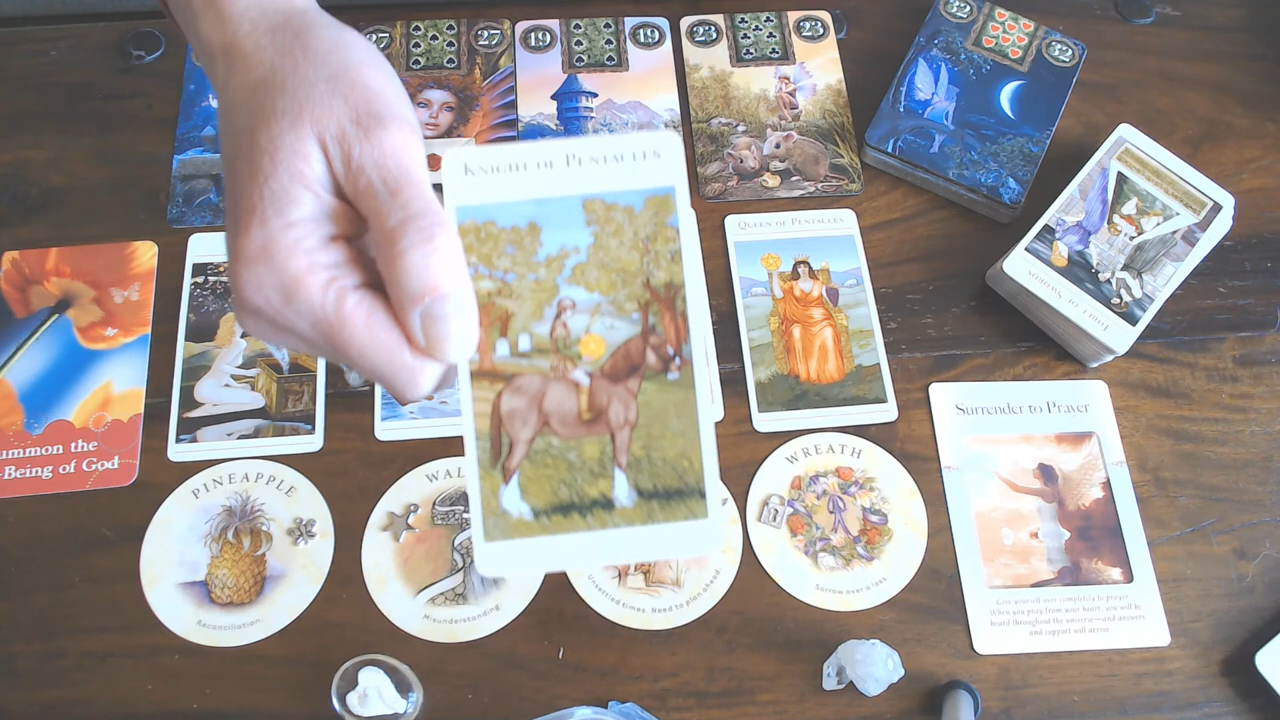 27 27
19 19
23 23
32
32
KNIGHT OF PENTACLES
QUEEN OF PENTACLES
THREE OF SWORDS
ummon the
-Being of God
Surrender to Prayer
Give yourself over completely to prayer.
When you pray from your heart, you will be
heard throughout the universe—and answers
and support will arrive.
PINEAPPLE
Reconciliation.
WAL
Misunderstanding.
Unsettled times. Need to plan ahead.
WREATH
Sorrow over a loss.